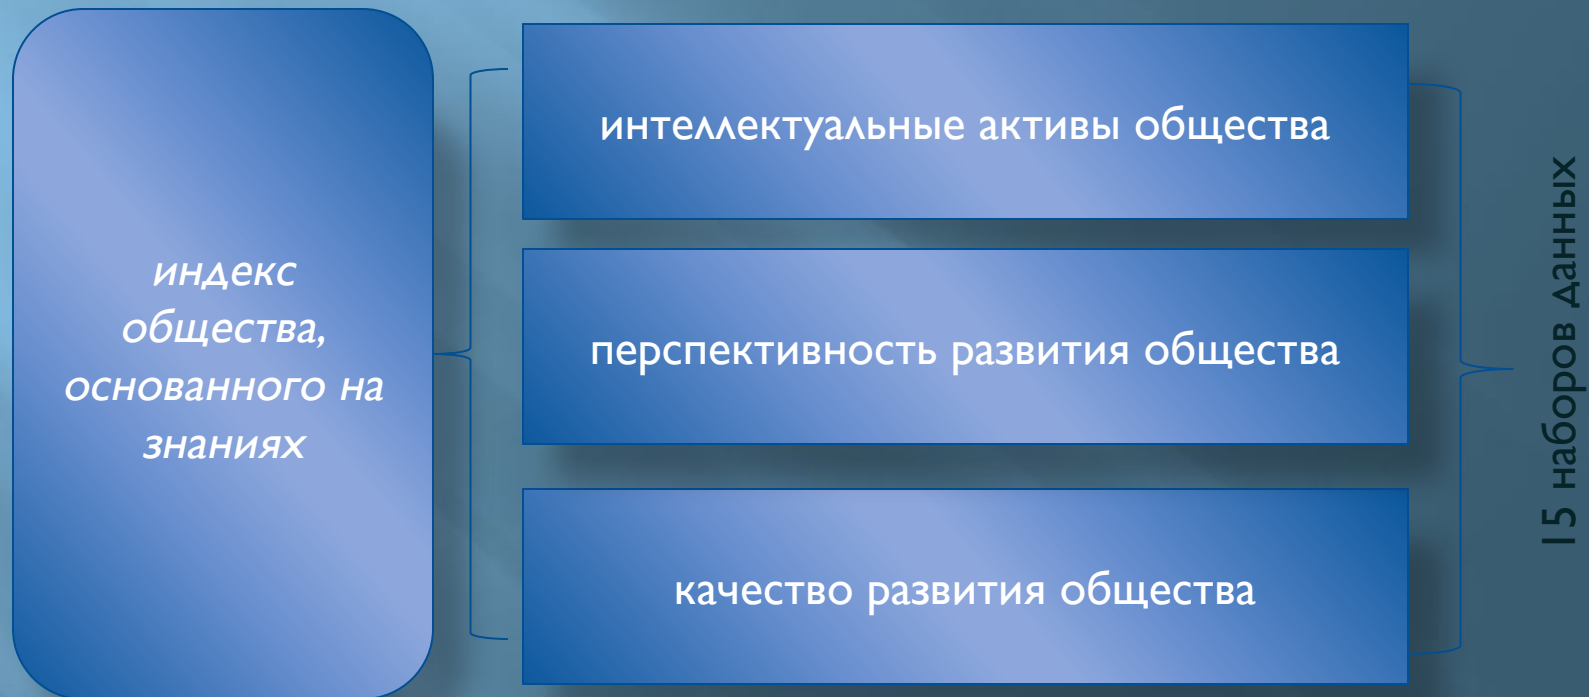 индекс
общества,
основанного на
знаниях
интеллектуальные активы общества
перспективность развития общества
качество развития общества
15 наборов данных